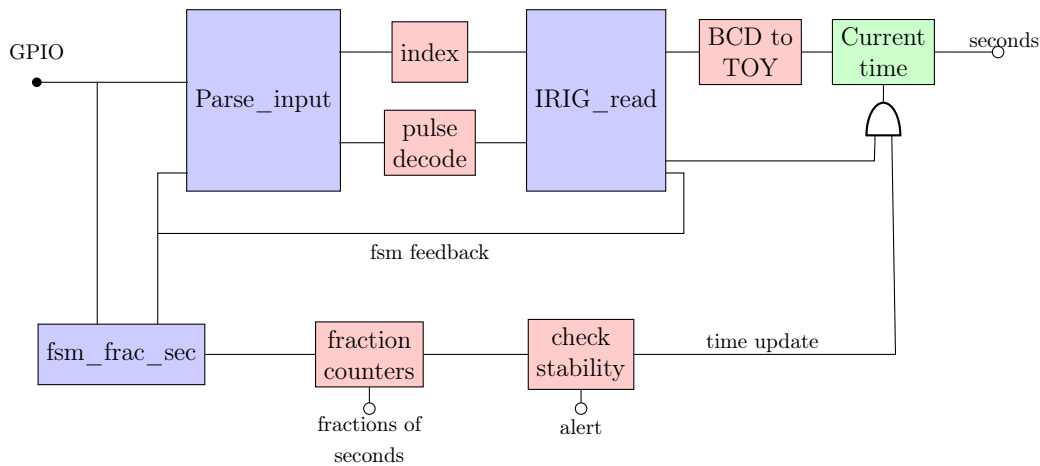 GPIO
Parse_input
index
pulse
decode
IRIG_read
BCD to
TOY
Current
time
seconds
fsm feedback
fsm_frac_sec
fraction
counters
check
stability
time update
fractions of
seconds
alert